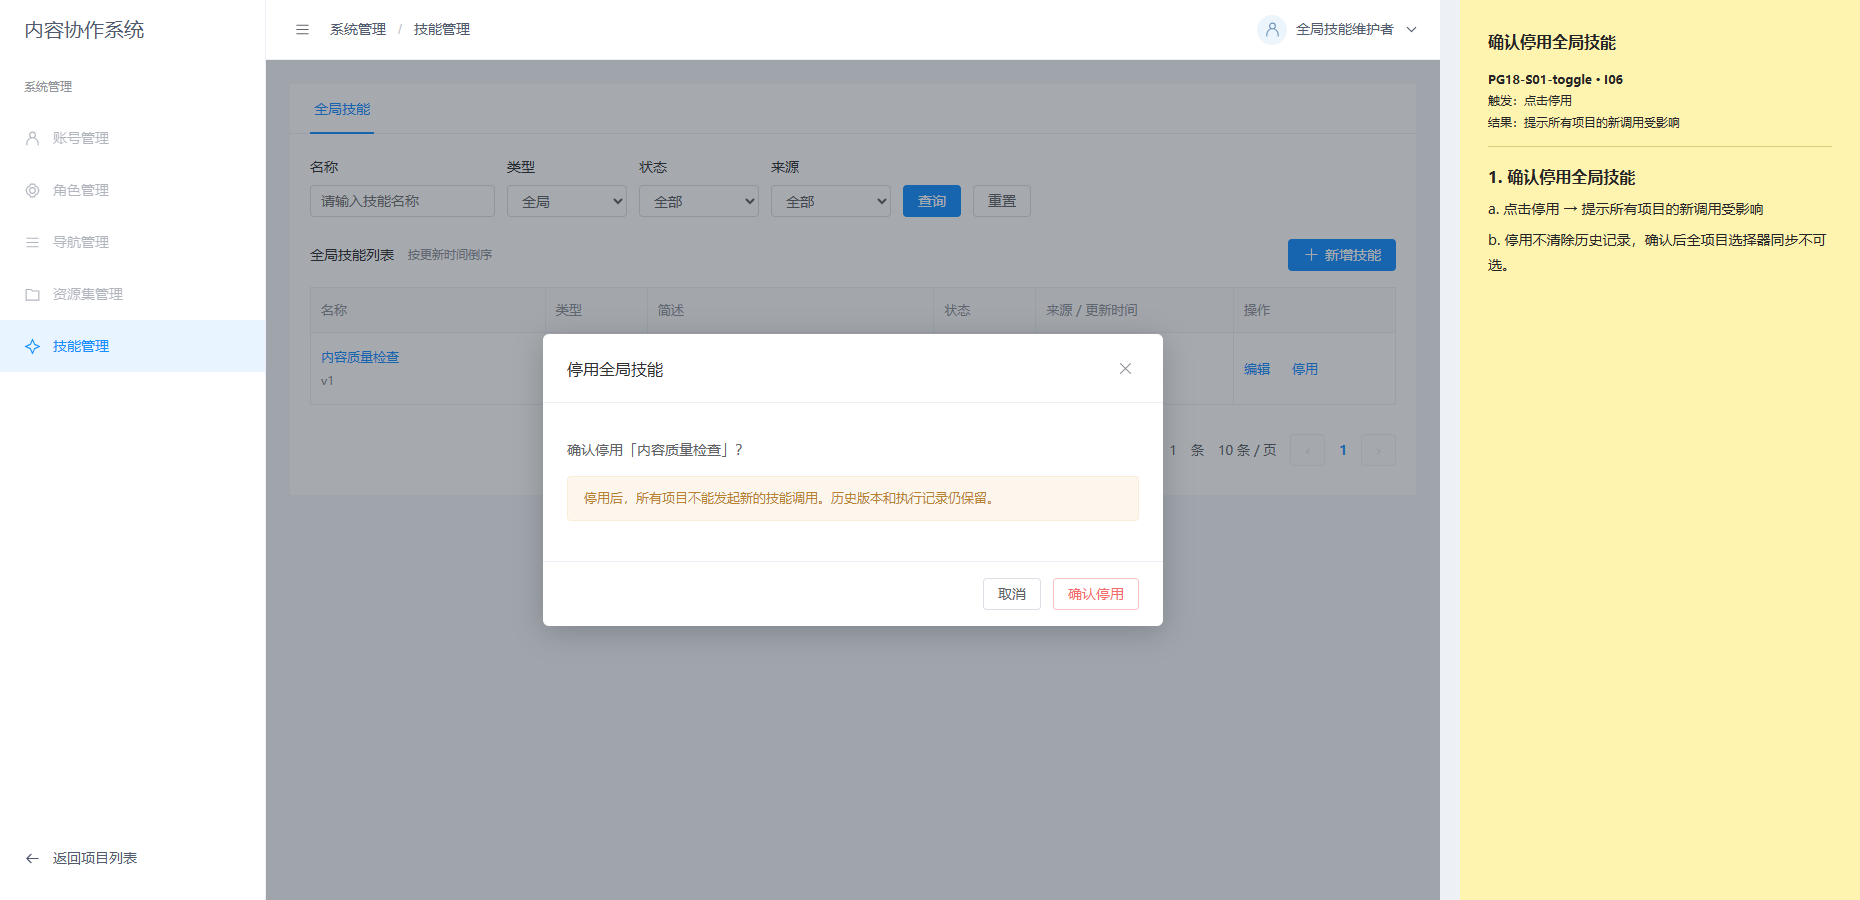 内容协作系统
系统管理
账号管理
角色管理
导航管理
资源集管理
技能管理
返回项目列表
系统管理 / 技能管理
全局技能维护者
全局技能
名称 类型 状态 来源
请输入技能名称 全局 全部 全部 查询 重置
全局技能列表 按更新时间倒序 新增技能
名称 类型 简述 状态 来源 / 更新时间 操作
内容质量检查
v1
编辑 停用
1 条 10 条 / 页 ‹ 1 ›
停用全局技能
确认停用「内容质量检查」？
停用后，所有项目不能发起新的技能调用。历史版本和执行记录仍保留。
取消 确认停用
确认停用全局技能
PG18-S01-toggle • I06
触发：点击停用
结果：提示所有项目的新调用受影响
1. 确认停用全局技能
a. 点击停用 → 提示所有项目的新调用受影响
b. 停用不清除历史记录，确认后全项目选择器同步不可
选。